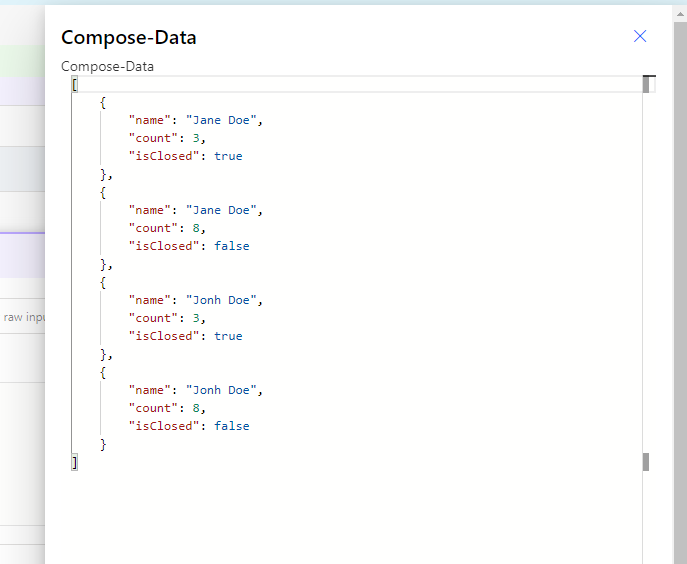 Compose-Data
Compose-Data
[
    {
        "name": "Jane Doe",
        "count": 3,
        "isClosed": true
    },
    {
        "name": "Jane Doe",
        "count": 8,
        "isClosed": false
    },
    {
        "name": "Jonh Doe",
        "count": 3,
        "isClosed": true
    },
    {
        "name": "Jonh Doe",
        "count": 8,
        "isClosed": false
    }
]
raw